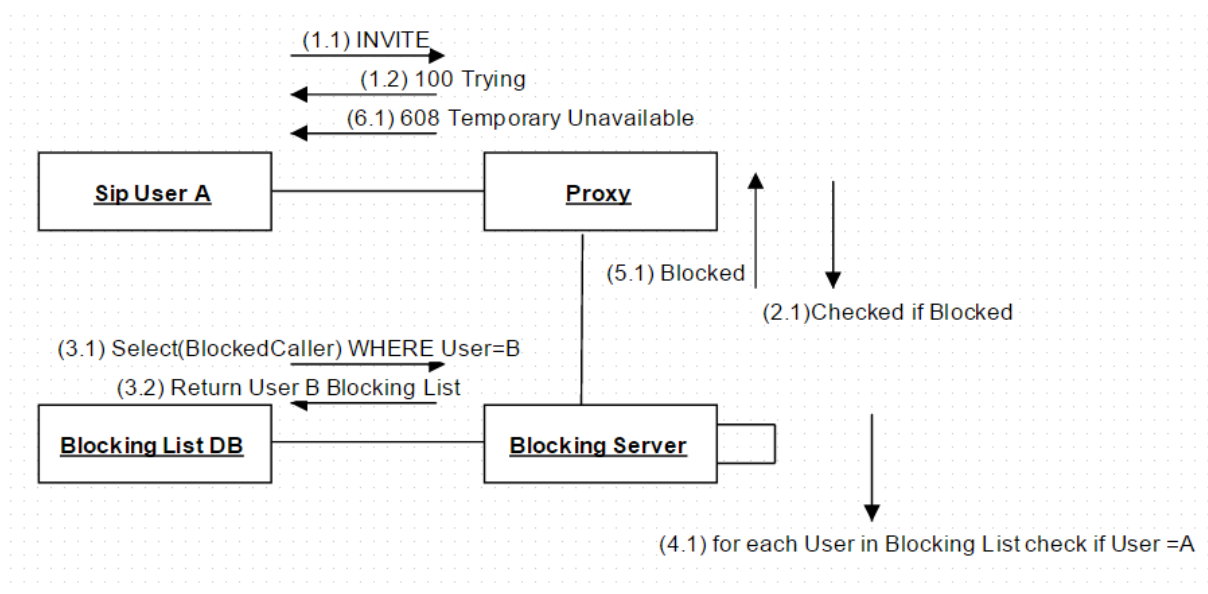 (1.1) INVITE
(1.2) 100 Trying
(6.1) 608 Temporary Unavailable
Sip User A
Proxy
(5.1) Blocked
(2.1)Checked if Blocked
(3.1) Select(BlockedCaller) WHERE User=B
(3.2) Return User B Blocking List
Blocking List DB
Blocking Server
(4.1) for each User in Blocking List check if User =A